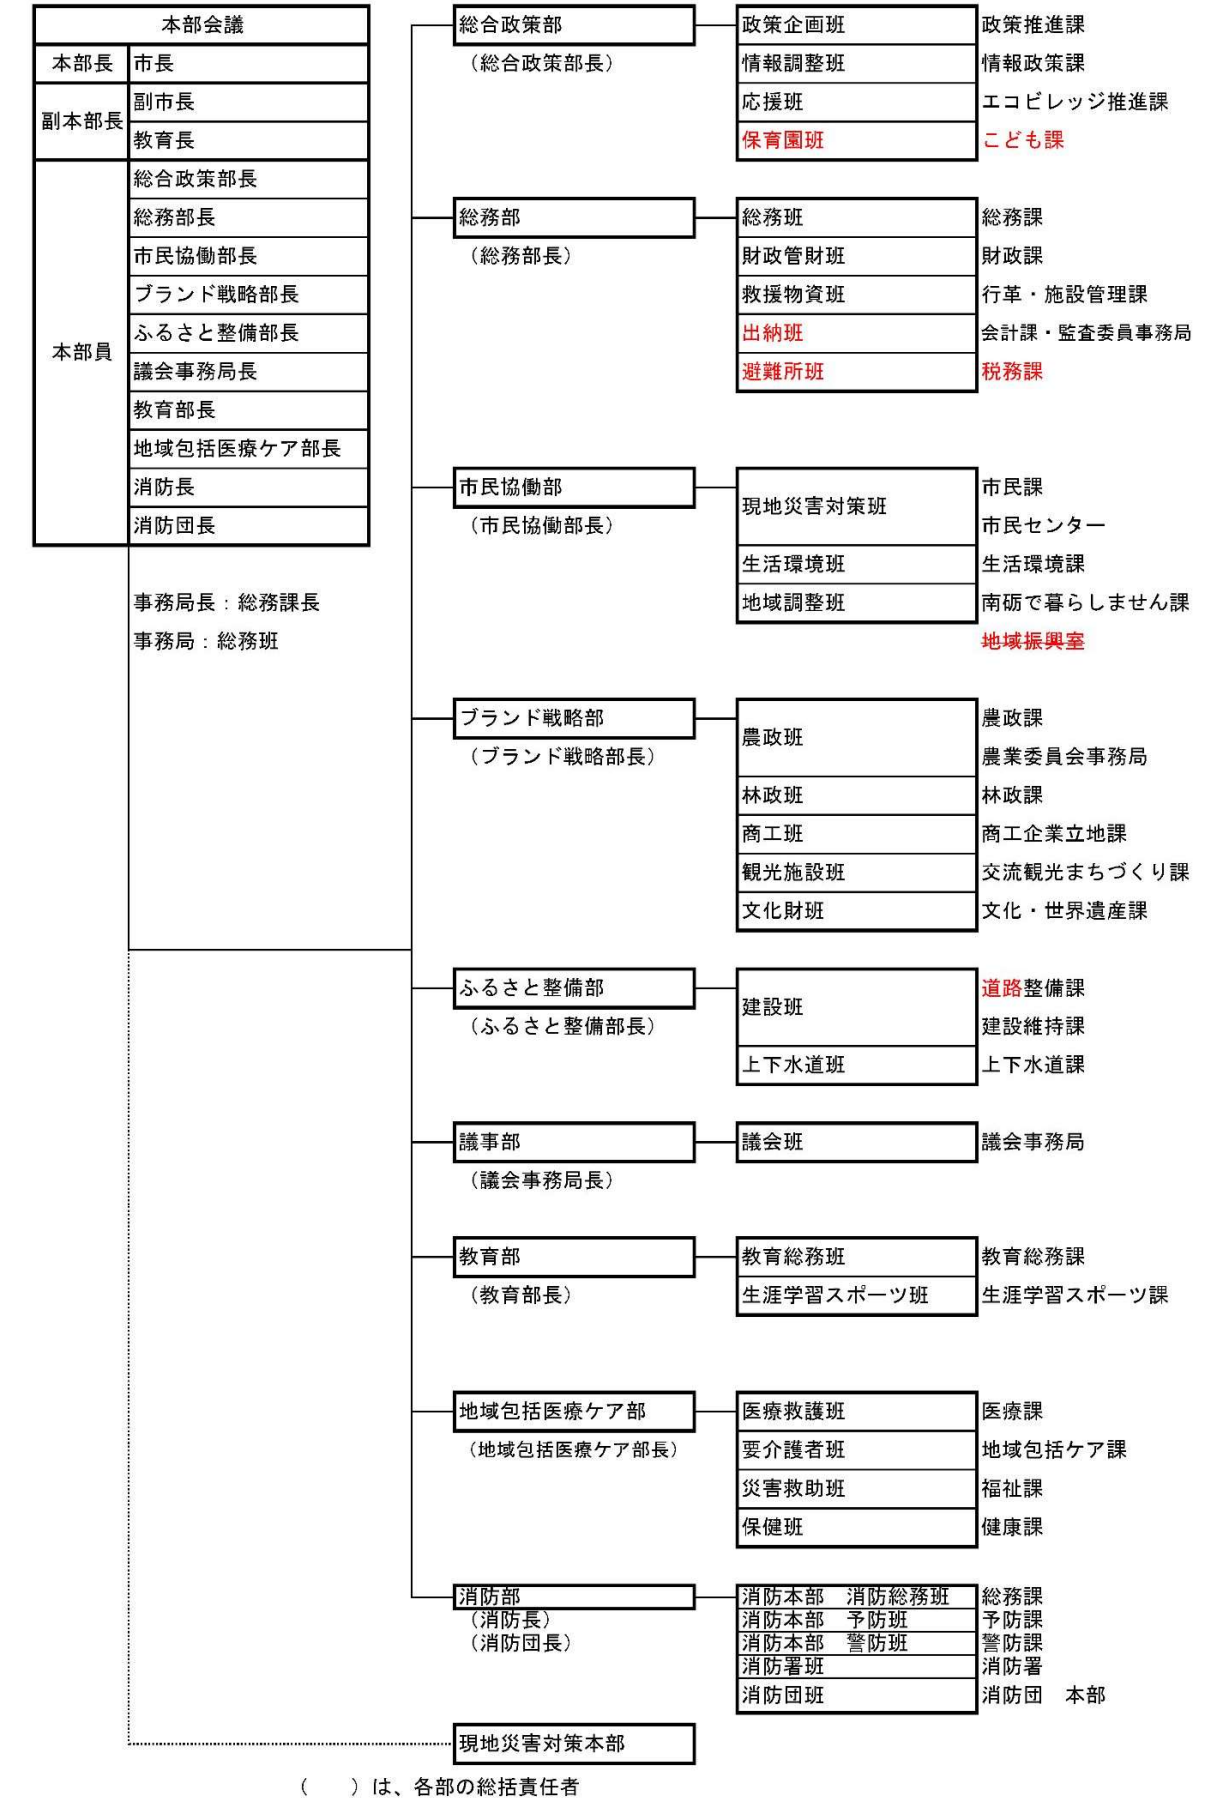 本部会議
本部長 市長
副本部長
副市長
教育長
本部員
総合政策部長
総務部長
市民協働部長
ブランド戦略部長
ふるさと整備部長
議会事務局長
教育部長
地域包括医療ケア部長
消防長
消防団長
事務局長：総務課長
事務局：総務班
総合政策部
（総合政策部長）
政策企画班 政策推進課
情報調整班 情報政策課
応援班 エコビレッジ推進課
保育園班 こども課
総務部
（総務部長）
総務班 総務課
財政管財班 財政課
救援物資班 行革・施設管理課
出納班 会計課・監査委員事務局
避難所班 税務課
市民協働部
（市民協働部長）
現地災害対策班 市民課
市民センター
生活環境班 生活環境課
地域調整班 南砺で暮らしません課
地域振興室
ブランド戦略部
（ブランド戦略部長）
農政班 農政課
農業委員会事務局
林政班 林政課
商工班 商工企業立地課
観光施設班 交流観光まちづくり課
文化財班 文化・世界遺産課
ふるさと整備部
（ふるさと整備部長）
建設班 道路整備課
建設維持課
上下水道班 上下水道課
議事部
（議会事務局長）
議会班 議会事務局
教育部
（教育部長）
教育総務班 教育総務課
生涯学習スポーツ班 生涯学習スポーツ課
地域包括医療ケア部
（地域包括医療ケア部長）
医療救護班 医療課
要介護者班 地域包括ケア課
災害救助班 福祉課
保健班 健康課
消防部
（消防長）
（消防団長）
消防本部　消防総務班 総務課
消防本部　予防班 予防課
消防本部　警防班 警防課
消防署班 消防署
消防団班 消防団　本部
現地災害対策本部
（　　）は、各部の総括責任者